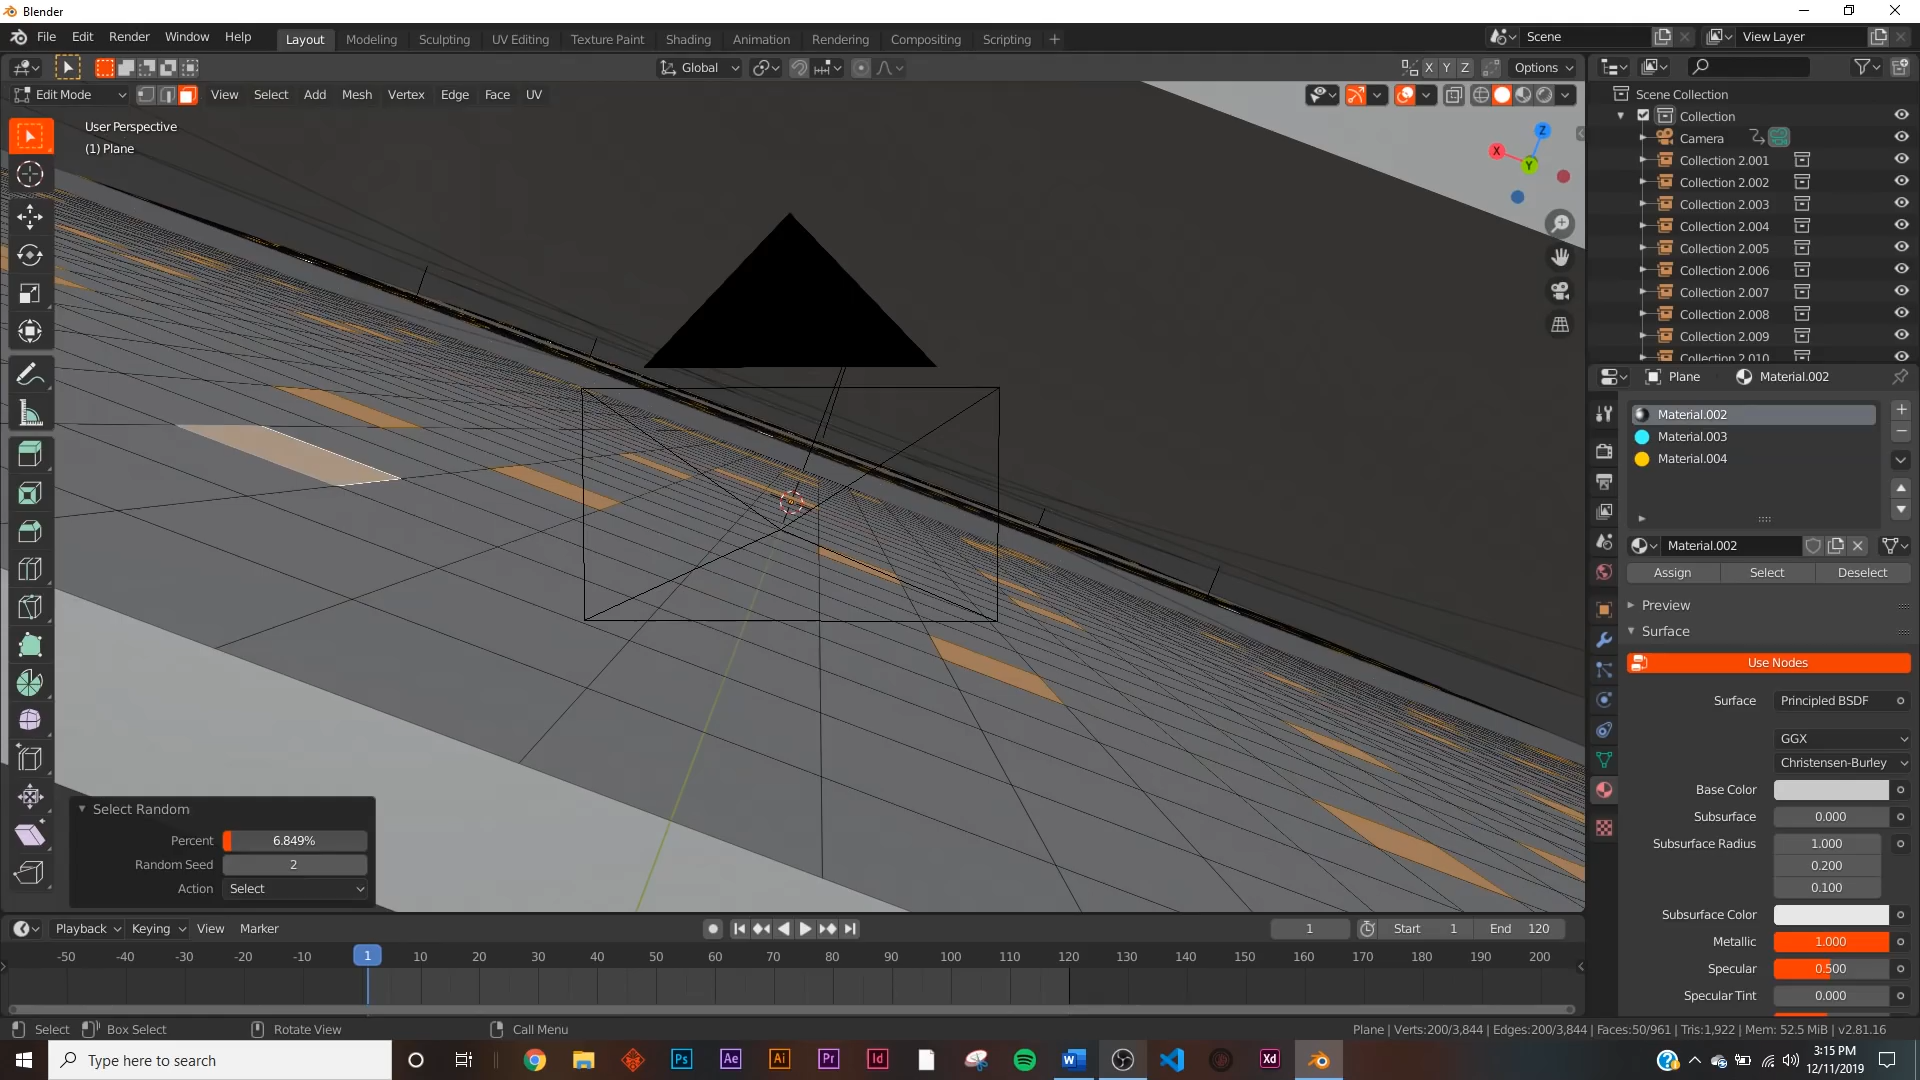 Blender
File Edit Render Window Help
Layout Modeling Sculpting UV Editing Texture Paint Shading Animation Rendering Compositing Scripting +
Scene
View Layer
Global
X Y Z Options
Edit Mode
View Select Add Mesh Vertex Edge Face UV
User Perspective
(1) Plane
Z
X
Y
Scene Collection
Collection
Camera
Collection 2.001
Collection 2.002
Collection 2.003
Collection 2.004
Collection 2.005
Collection 2.006
Collection 2.007
Collection 2.008
Collection 2.009
Collection 2.010
Plane Material.002
Material.002
Material.003
Material.004
Material.002
Assign Select Deselect
Preview
Surface
Use Nodes
Surface Principled BSDF
GGX
Christensen-Burley
Base Color
Subsurface 0.000
Subsurface Radius 1.000
0.200
0.100
Subsurface Color
Metallic 1.000
Specular 0.500
Specular Tint 0.000
Select Random
Percent 6.849%
Random Seed 2
Action Select
Playback Keying View Marker
1 Start 1 End 120
-50 -40 -30 -20 -10 1 10 20 30 40 50 60 70 80 90 100 110 120 130 140 150 160 170 180 190 200
Select Box Select Rotate View Call Menu
Plane | Verts:200/3,844 | Edges:200/3,844 | Faces:50/961 | Tris:1,922 | Mem: 52.5 MiB | v2.81.16
Type here to search
Ps Ae Ai Pr Id Xd
3:15 PM
12/11/2019